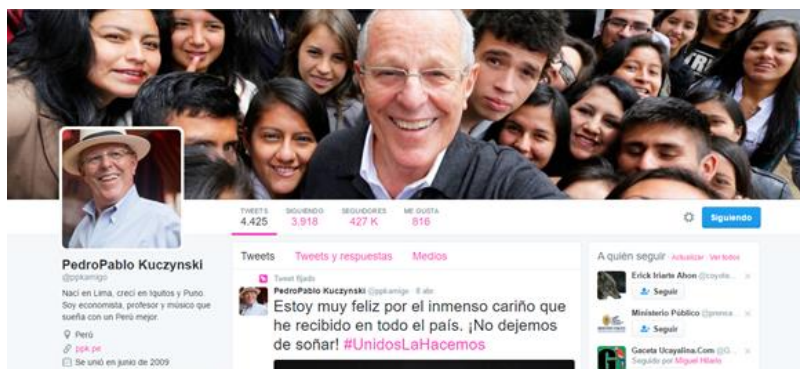 TWEETS SIGUIENDO SEGUIDORES ME GUSTA
4.425 3.918 427 K 816
Siguiendo
PedroPablo Kuczynski
@ppkamigo
Nací en Lima, crecí en Iquitos y Puno.
Soy economista, profesor y músico que
sueña con un Perú mejor.
Perú
ppk.pe
Se unió en junio de 2009
Tweets Tweets y respuestas Medios
Tweet fijado
PedroPablo Kuczynski @ppkamigo · 8 abr.
Estoy muy feliz por el inmenso cariño que
he recibido en todo el país. ¡No dejemos
de soñar! #UnidosLaHacemos
A quién seguir · Actualizar · Ver todos
Erick Iriarte Ahon @coyote...
Seguir
Ministerio Público @prensa...
Seguir
Gaceta Ucayalina.Com @G...
Seguido por Miguel Hilario